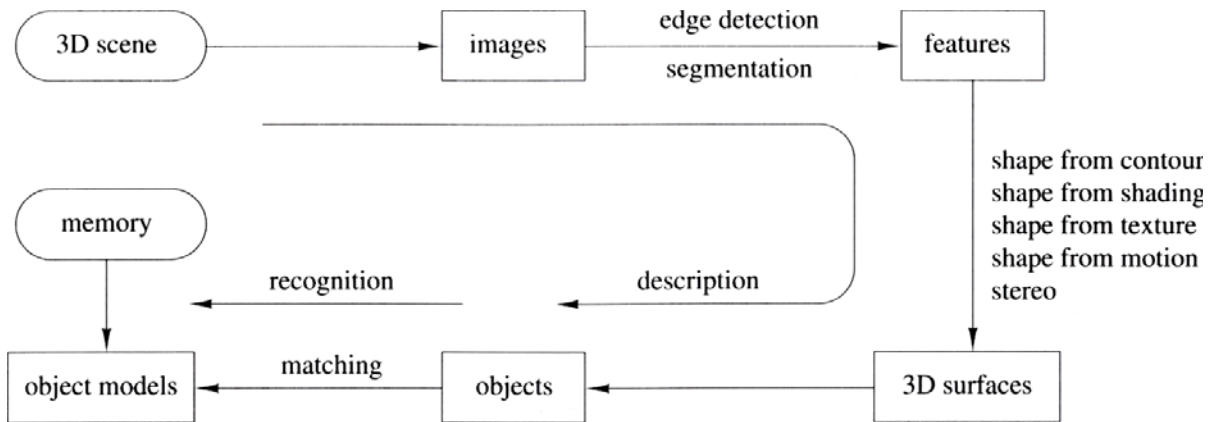 3D scene
images
edge detection
segmentation
features
shape from contour
shape from shading
shape from texture
shape from motion
stereo
memory
recognition
description
object models
matching
objects
3D surfaces